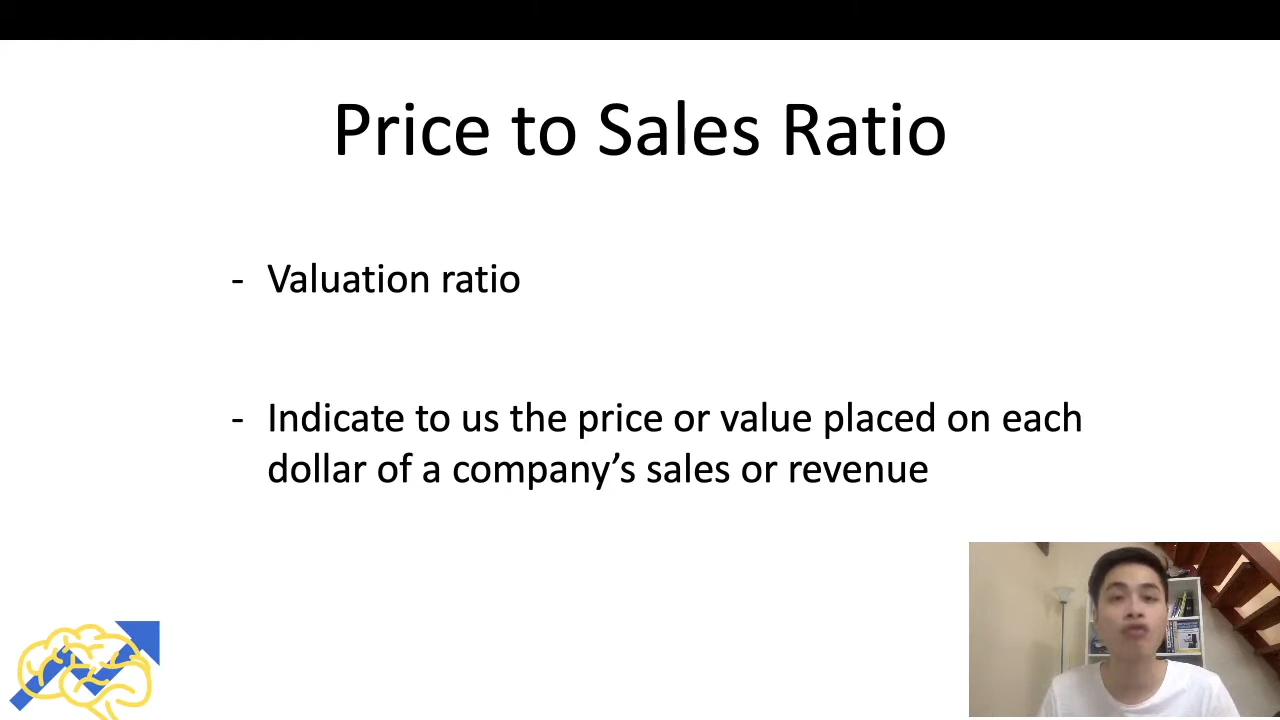 Price to Sales Ratio
- Valuation ratio
- Indicate to us the price or value placed on each
dollar of a company’s sales or revenue